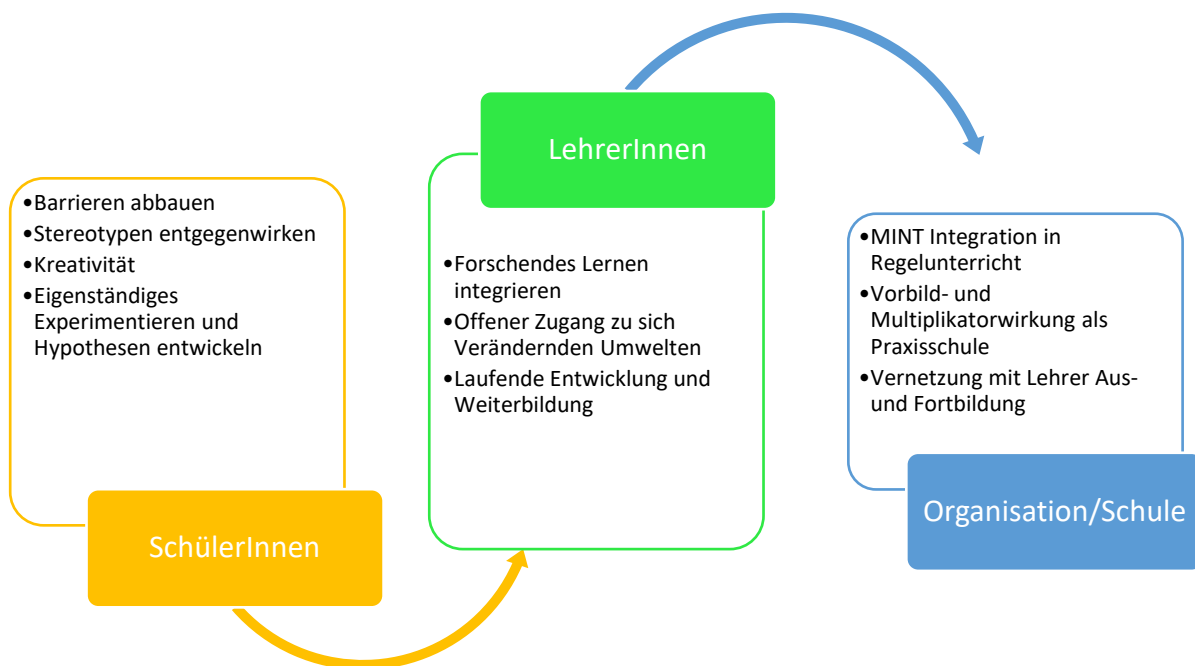 •Barrieren abbauen
•Stereotypen entgegenwirken
•Kreativität
•Eigenständiges
Experimentieren und
Hypothesen entwickeln
SchülerInnen
LehrerInnen
•Forschendes Lernen
integrieren
•Offener Zugang zu sich
Verändernden Umwelten
•Laufende Entwicklung und
Weiterbildung
•MINT Integration in
Regelunterricht
•Vorbild- und
Multiplikatorwirkung als
Praxisschule
•Vernetzung mit Lehrer Aus-
und Fortbildung
Organisation/Schule